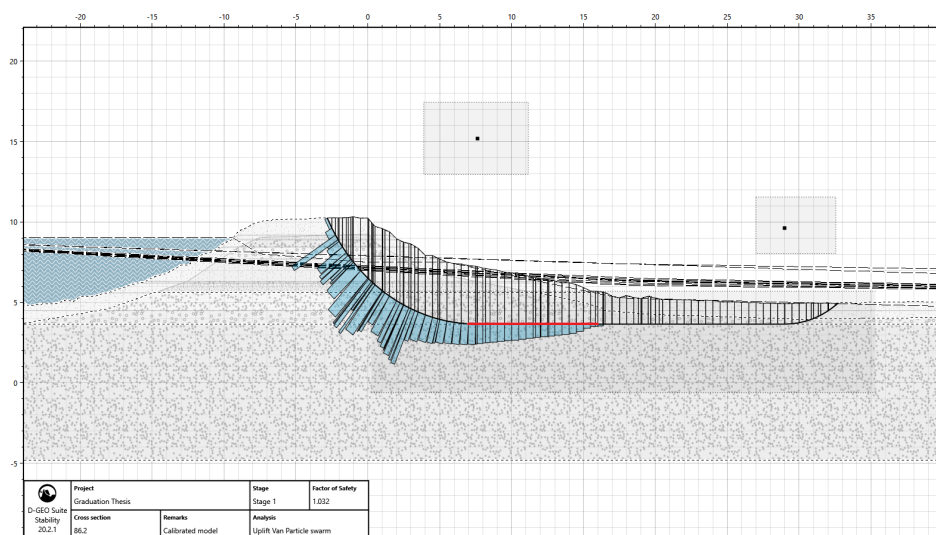 -20 -15 -10 -5 0 5 10 15 20 25 30 35
20
15
10
5
0
-5
D-GEO Suite
Stability
20.2.1
Project
Graduation Thesis
Stage
Stage 1
Factor of Safety
1.032
Cross section
86.2
Remarks
Calibrated model
Analysis
Uplift Van Particle swarm